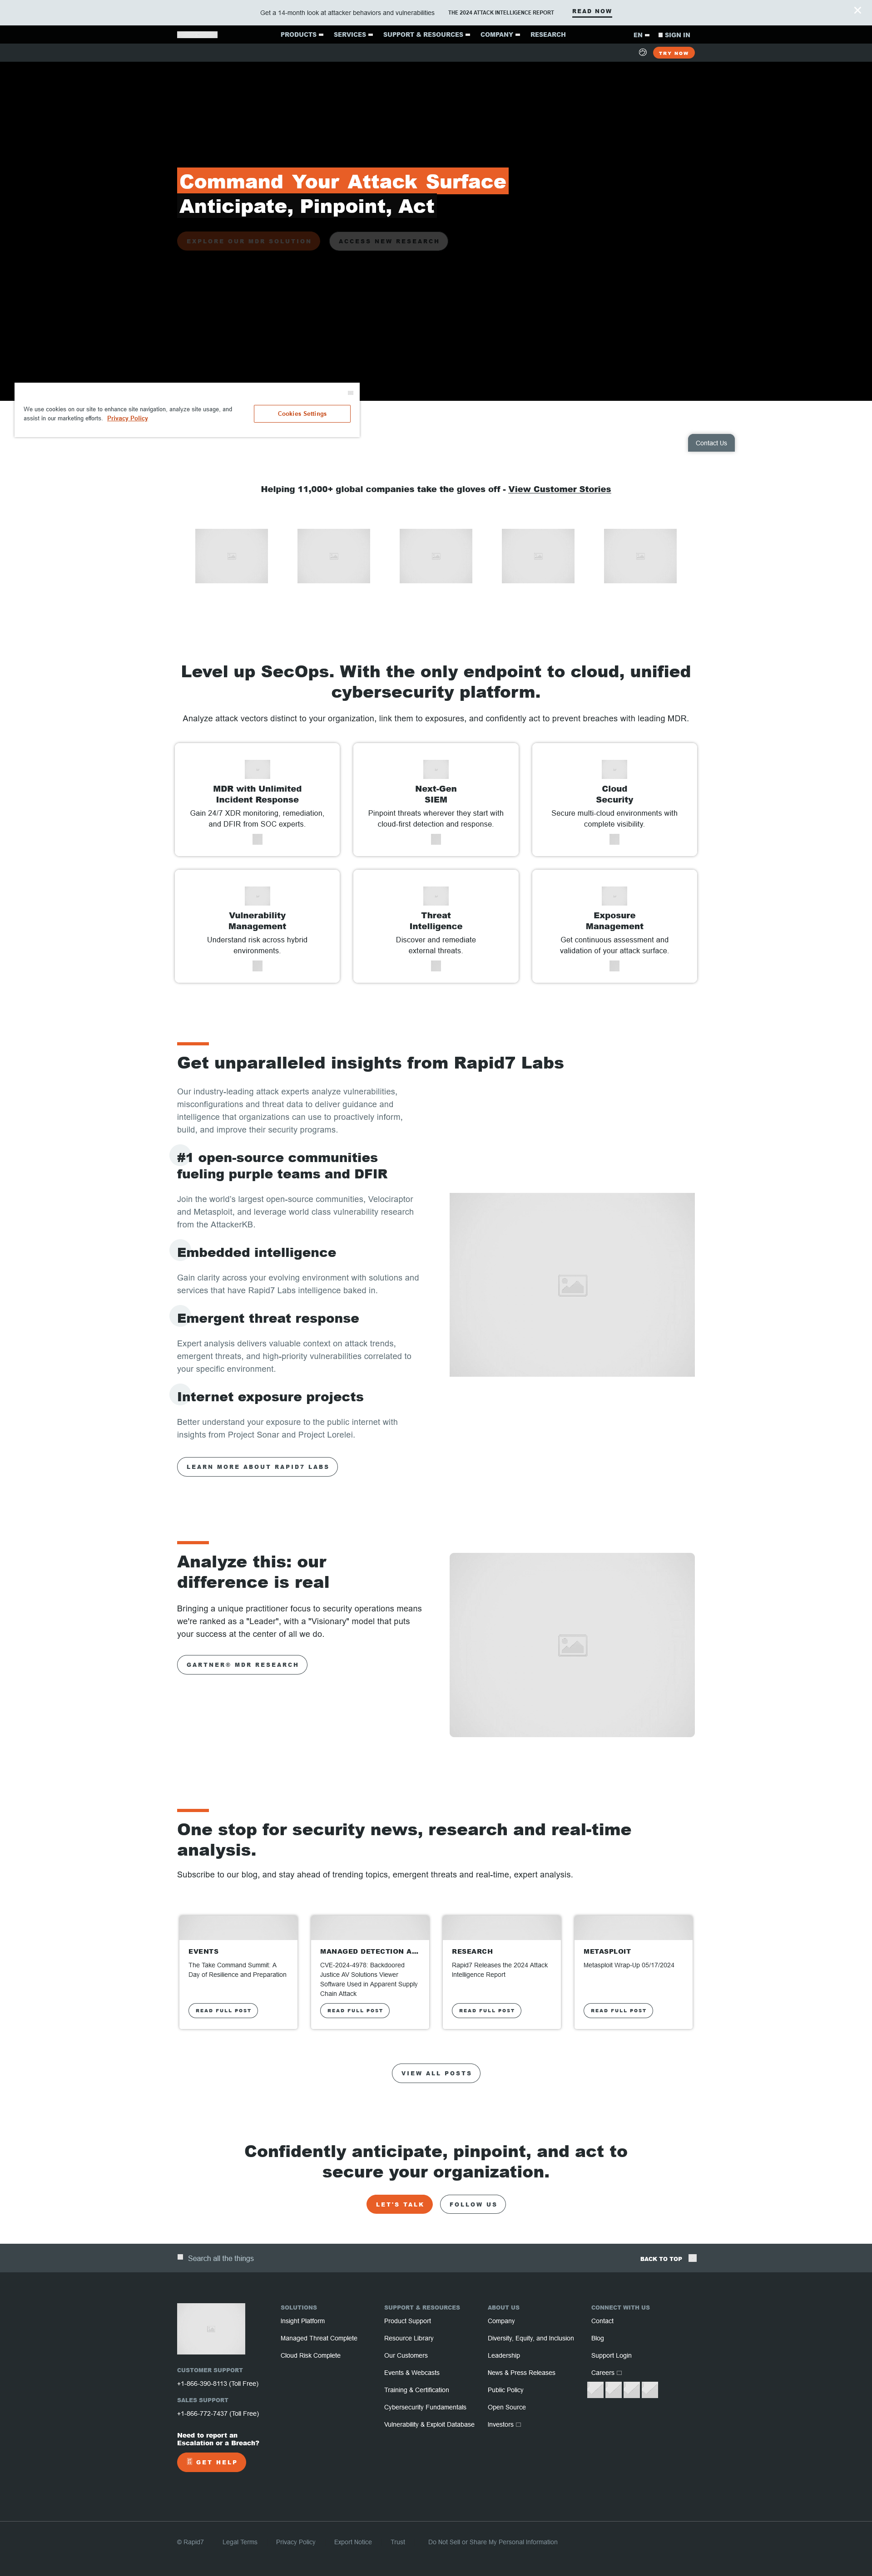 Get a 14-month look at attacker behaviors and vulnerabilities THE 2024 ATTACK INTELLIGENCE REPORT READ NOW
PRODUCTS SERVICES SUPPORT & RESOURCES COMPANY RESEARCH EN SIGN IN
TRY NOW
Command Your Attack Surface
Anticipate, Pinpoint, Act
EXPLORE OUR MDR SOLUTION ACCESS NEW RESEARCH
We use cookies on our site to enhance site navigation, analyze site usage, and
assist in our marketing efforts. Privacy Policy
Cookies Settings
Contact Us
Helping 11,000+ global companies take the gloves off - View Customer Stories
Level up SecOps. With the only endpoint to cloud, unified
cybersecurity platform.
Analyze attack vectors distinct to your organization, link them to exposures, and confidently act to prevent breaches with leading MDR.
MDR with Unlimited
Incident Response
Gain 24/7 XDR monitoring, remediation,
and DFIR from SOC experts.
Next-Gen
SIEM
Pinpoint threats wherever they start with
cloud-first detection and response.
Cloud
Security
Secure multi-cloud environments with
complete visibility.
Vulnerability
Management
Understand risk across hybrid
environments.
Threat
Intelligence
Discover and remediate
external threats.
Exposure
Management
Get continuous assessment and
validation of your attack surface.
Get unparalleled insights from Rapid7 Labs
Our industry-leading attack experts analyze vulnerabilities,
misconfigurations and threat data to deliver guidance and
intelligence that organizations can use to proactively inform,
build, and improve their security programs.
#1 open-source communities
fueling purple teams and DFIR
Join the world's largest open-source communities, Velociraptor
and Metasploit, and leverage world class vulnerability research
from the AttackerKB.
Embedded intelligence
Gain clarity across your evolving environment with solutions and
services that have Rapid7 Labs intelligence baked in.
Emergent threat response
Expert analysis delivers valuable context on attack trends,
emergent threats, and high-priority vulnerabilities correlated to
your specific environment.
Internet exposure projects
Better understand your exposure to the public internet with
insights from Project Sonar and Project Lorelei.
LEARN MORE ABOUT RAPID7 LABS
Analyze this: our
difference is real
Bringing a unique practitioner focus to security operations means
we're ranked as a "Leader", with a "Visionary" model that puts
your success at the center of all we do.
GARTNER® MDR RESEARCH
One stop for security news, research and real-time
analysis.
Subscribe to our blog, and stay ahead of trending topics, emergent threats and real-time, expert analysis.
EVENTS
The Take Command Summit: A
Day of Resilience and Preparation
READ FULL POST
MANAGED DETECTION A...
CVE-2024-4978: Backdoored
Justice AV Solutions Viewer
Software Used in Apparent Supply
Chain Attack
READ FULL POST
RESEARCH
Rapid7 Releases the 2024 Attack
Intelligence Report
READ FULL POST
METASPLOIT
Metasploit Wrap-Up 05/17/2024
READ FULL POST
VIEW ALL POSTS
Confidently anticipate, pinpoint, and act to
secure your organization.
LET'S TALK FOLLOW US
Search all the things BACK TO TOP
CUSTOMER SUPPORT
+1-866-390-8113 (Toll Free)
SALES SUPPORT
+1-866-772-7437 (Toll Free)
Need to report an
Escalation or a Breach?
GET HELP
SOLUTIONS
Insight Platform
Managed Threat Complete
Cloud Risk Complete
SUPPORT & RESOURCES
Product Support
Resource Library
Our Customers
Events & Webcasts
Training & Certification
Cybersecurity Fundamentals
Vulnerability & Exploit Database
ABOUT US
Company
Diversity, Equity, and Inclusion
Leadership
News & Press Releases
Public Policy
Open Source
Investors
CONNECT WITH US
Contact
Blog
Support Login
Careers
© Rapid7 Legal Terms Privacy Policy Export Notice Trust Do Not Sell or Share My Personal Information